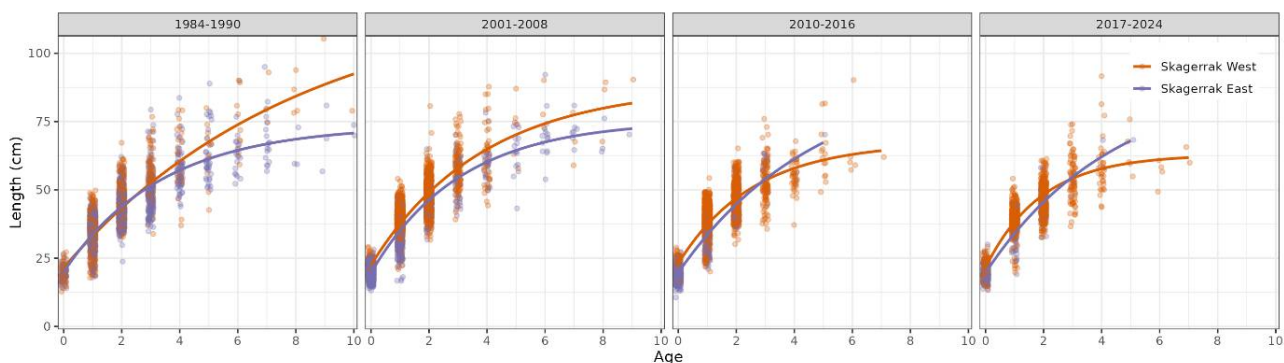 1984-1990 2001-2008 2010-2016 2017-2024
Length (cm)
100
75
50
25
0
Skagerrak West
Skagerrak East
0 2 4 6 8 10 0 2 4 6 8 10 0 2 4 6 8 10 0 2 4 6 8 10
Age